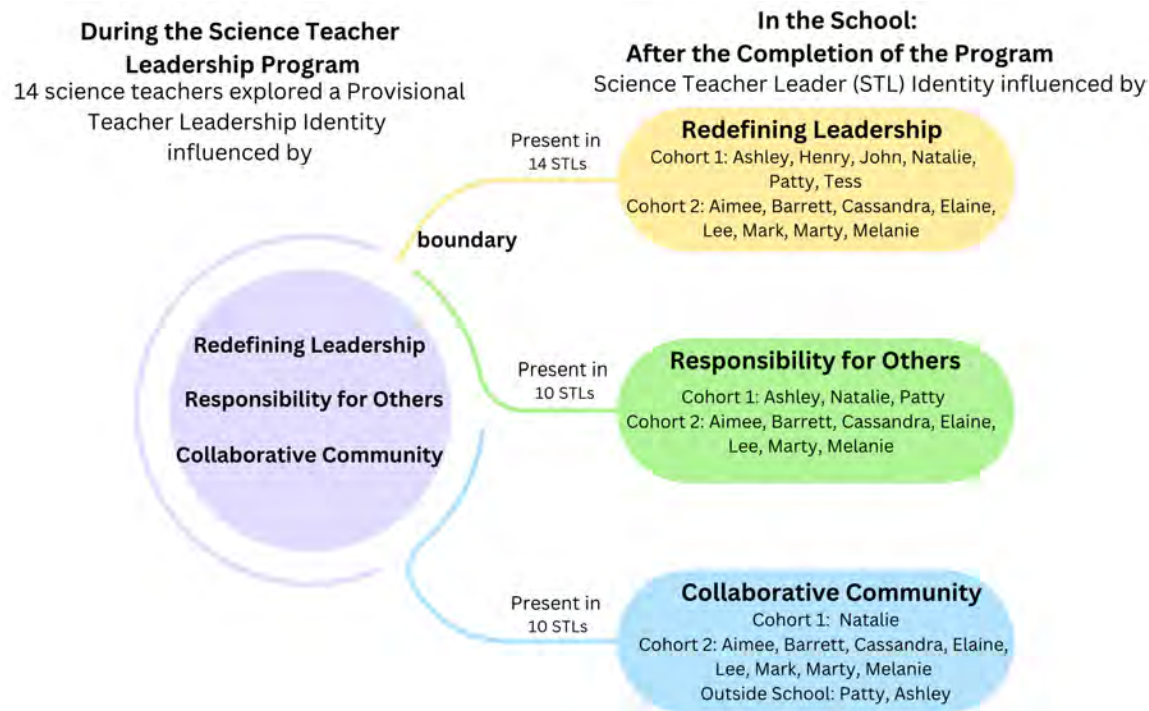 During the Science Teacher
Leadership Program
14 science teachers explored a Provisional
Teacher Leadership Identity
influenced by
In the School:
After the Completion of the Program
Science Teacher Leader (STL) Identity influenced by
boundary
Redefining Leadership
Responsibility for Others
Collaborative Community
Present in
14 STLs
Redefining Leadership
Cohort 1: Ashley, Henry, John, Natalie,
Patty, Tess
Cohort 2: Aimee, Barrett, Cassandra, Elaine,
Lee, Mark, Marty, Melanie
Present in
10 STLs
Responsibility for Others
Cohort 1: Ashley, Natalie, Patty
Cohort 2: Aimee, Barrett, Cassandra, Elaine,
Lee, Marty, Melanie
Present in
10 STLs
Collaborative Community
Cohort 1: Natalie
Cohort 2: Aimee, Barrett, Cassandra, Elaine,
Lee, Mark, Marty, Melanie
Outside School: Patty, Ashley